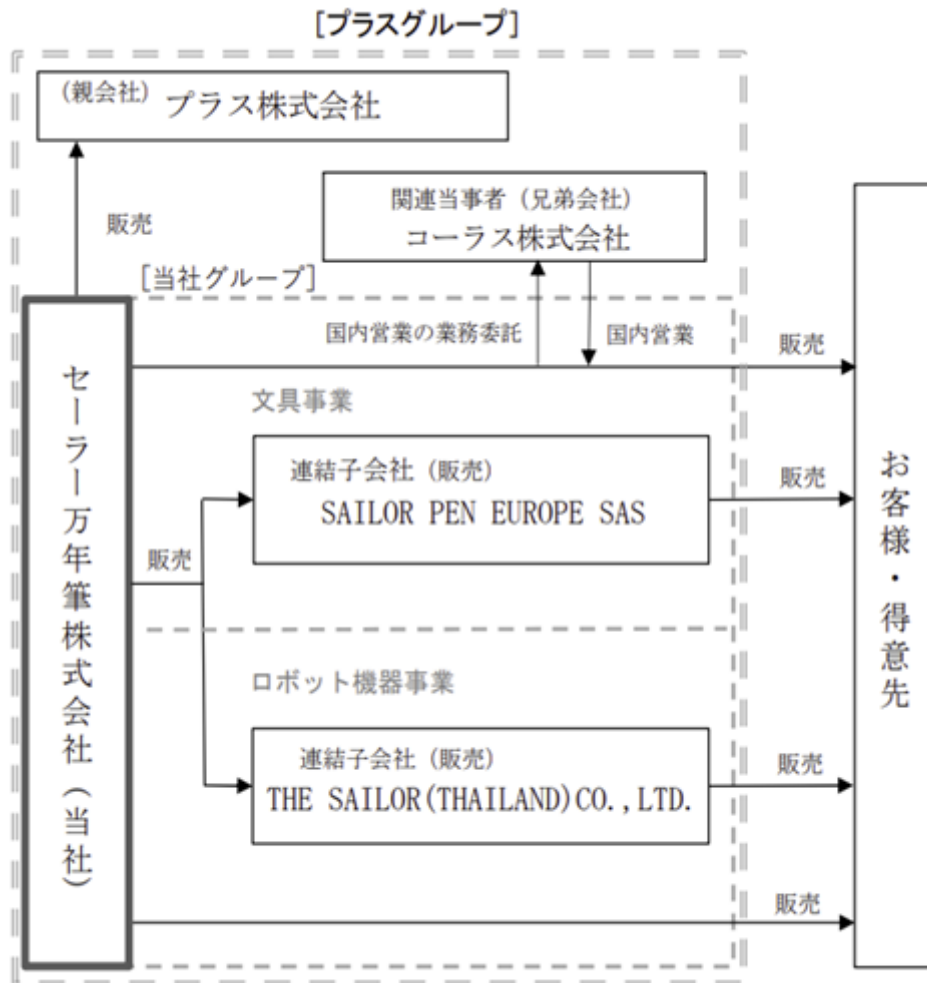 [プラスグループ]
(親会社) プラス株式会社
販売
関連当事者（兄弟会社）
コーラス株式会社
[当社グループ]
国内営業の業務委託
国内営業
販売
セーラー万年筆株式会社（当社）
文具事業
連結子会社（販売）
SAILOR PEN EUROPE SAS
販売
販売
ロボット機器事業
連結子会社（販売）
THE SAILOR(THAILAND)CO.,LTD.
販売
販売
お客様・得意先